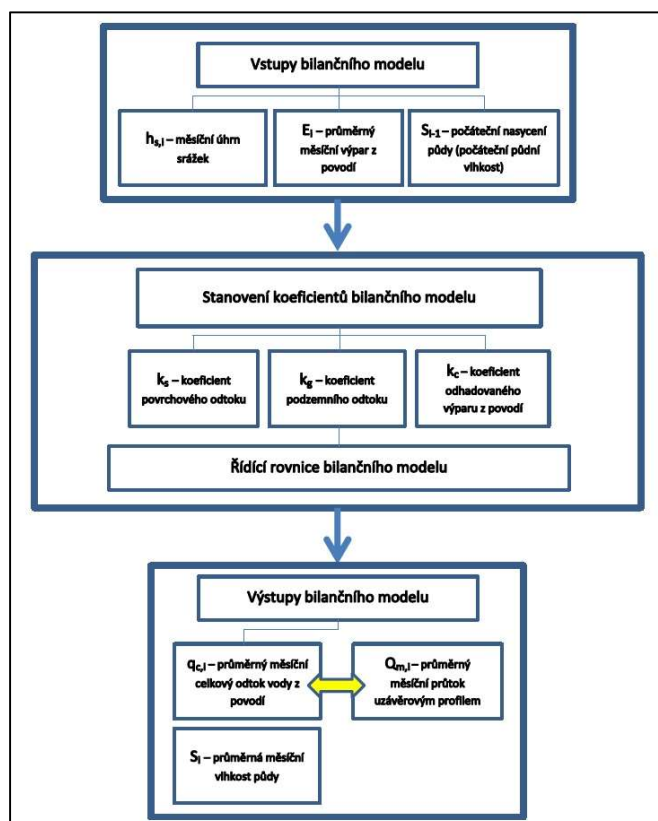 Vstupy bilančního modelu
h_s,i – měsíční úhrn
srážek
E_i – průměrný
měsíční výpar z
povodí
S_i-1 – počáteční nasycení
půdy (počáteční půdní
vlhkost)
Stanovení koeficientů bilančního modelu
k_s – koeficient
povrchového odtoku
k_g – koeficient
podzemního odtoku
k_c – koeficient
odhadovaného
výparu z povodí
Řídící rovnice bilančního modelu
Výstupy bilančního modelu
q_c,i – průměrný měsíční
celkový odtok vody z
povodí
Q_m,i – průměrný
měsíční průtok
uzávěrovým profilem
S_i – průměrná měsíční
vlhkost půdy